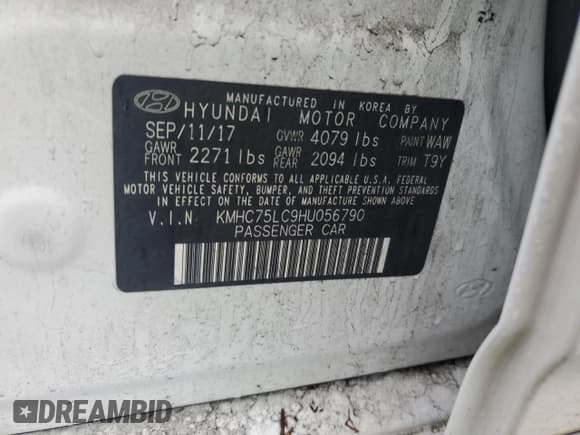 MANUFACTURED IN KOREA BY
HYUNDAI MOTOR COMPANY
SEP/11/17 GVWR 4079 lbs PAINT WAW
GAWR FRONT 2271 lbs GAWR REAR 2094 lbs TRIM T9Y
THIS VEHICLE CONFORMS TO ALL APPLICABLE U.S. FEDERAL
MOTOR VEHICLE SAFETY, BUMPER, AND THEFT PREVENTION STANDARDS
IN EFFECT ON THE DATE OF MANUFACTURE SHOWN ABOVE.
V.I.N KMHC75LC9HU056790
PASSENGER CAR
DREAMBID